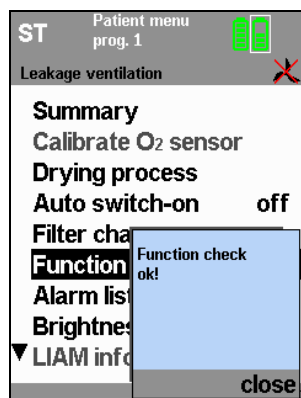 ST
Patient menu
prog. 1
Leakage ventilation
Summary
Calibrate O2 sensor
Drying process
Auto switch-on off
Filter cha
Function
Function check
ok!
Alarm list
Brightnes
LIAM info
close